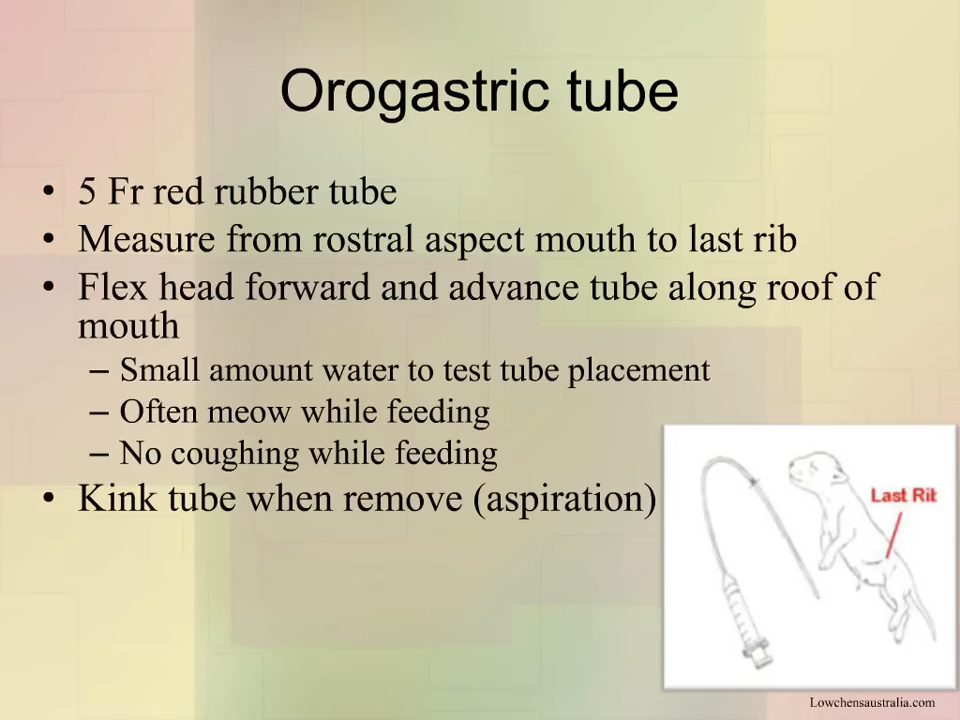 Orogastric tube
• 5 Fr red rubber tube
• Measure from rostral aspect mouth to last rib
• Flex head forward and advance tube along roof of
mouth
– Small amount water to test tube placement
– Often meow while feeding
– No coughing while feeding
• Kink tube when remove (aspiration)
Last Rib
Lowchensaustralia.com